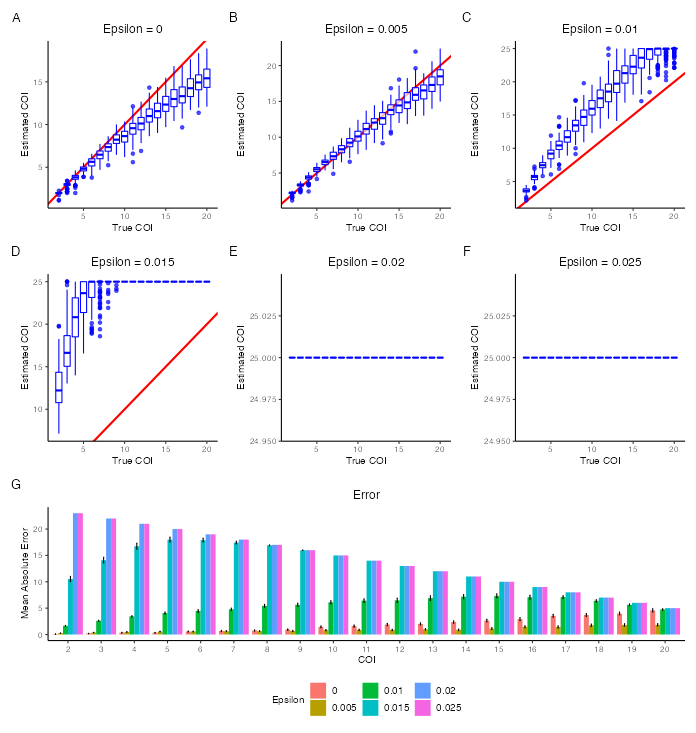 A
Epsilon = 0
Estimated COI
15
10
5
5
10
15
20
True COI
B
Epsilon = 0.005
Estimated COI
20
15
10
5
5
10
15
20
True COI
C
Epsilon = 0.01
Estimated COI
25
20
15
10
5
5
10
15
20
True COI
D
Epsilon = 0.015
Estimated COI
25
20
15
10
5
10
15
20
True COI
E
Epsilon = 0.02
Estimated COI
25.025
25.000
24.975
24.950
5
10
15
20
True COI
F
Epsilon = 0.025
Estimated COI
25.025
25.000
24.975
24.950
5
10
15
20
True COI
G
Error
Mean Absolute Error
20
15
10
5
0
2 3 4 5 6 7 8 9 10 11 12 13 14 15 16 17 18 19 20
COI
Epsilon
0 0.01 0.02
0.005 0.015 0.025